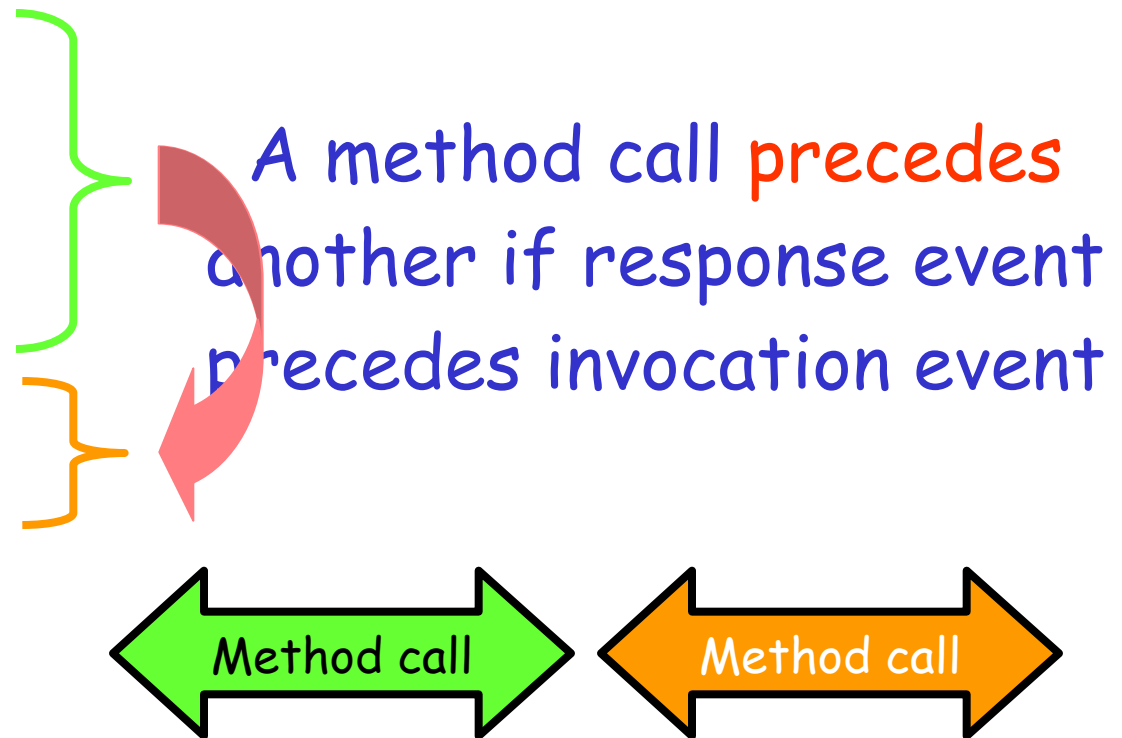 A method call precedes
another if response event
precedes invocation event
Method call
Method call